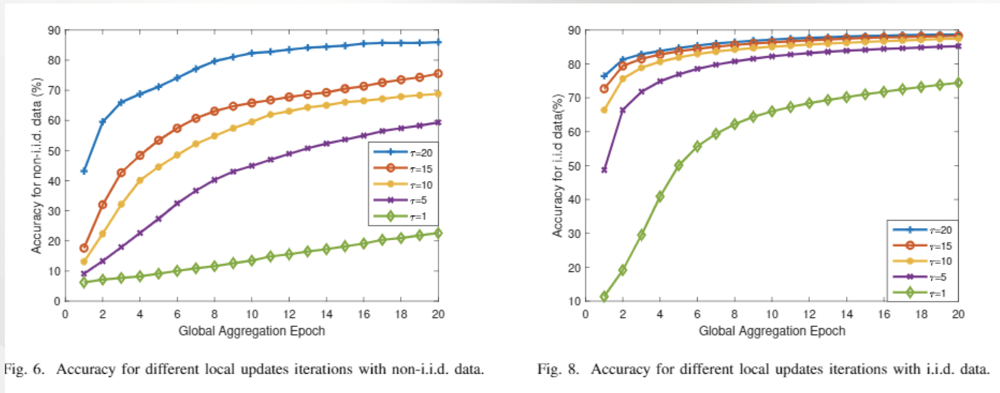 90
80
70
60
50
40
30
20
10
0
Accuracy for non-i.i.d. data (%)
τ=20
τ=15
τ=10
τ=5
τ=1
0 2 4 6 8 10 12 14 16 18 20
Global Aggregation Epoch
Fig. 6. Accuracy for different local updates iterations with non-i.i.d. data.
90
80
70
60
50
40
30
20
10
Accuracy for i.i.d data(%)
τ=20
τ=15
τ=10
τ=5
τ=1
0 2 4 6 8 10 12 14 16 18 20
Global Aggregation Epoch
Fig. 8. Accuracy for different local updates iterations with i.i.d. data.